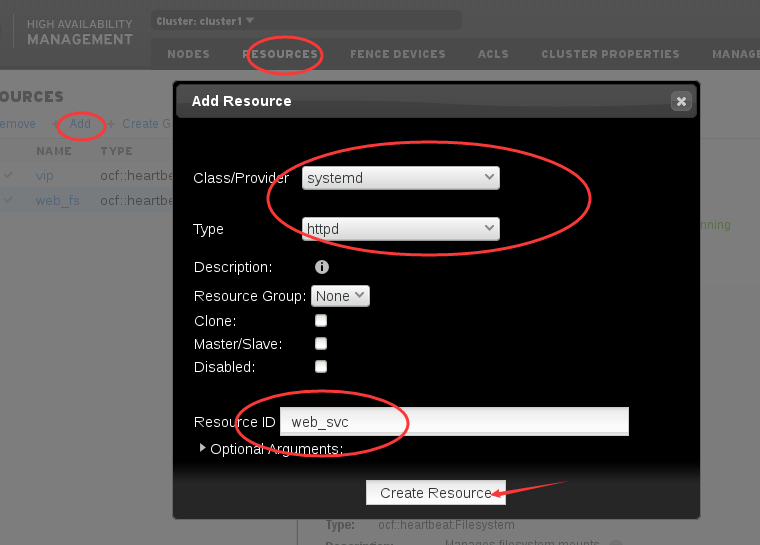 HIGH AVAILABILITY
MANAGEMENT
Cluster: cluster1
NODES RESOURCES FENCE DEVICES ACLS CLUSTER PROPERTIES MANAGE
OURCES
emove + Add + Create G
NAME TYPE
vip ocf::heartbea
web_fs ocf::heartbea
Add Resource
Class/Provider systemd
nning
Type httpd
Description:
Resource Group: None
Clone:
Master/Slave:
Disabled:
Resource ID web_svc
Optional Arguments:
Create Resource
Type: ocf::heartbeat:Filesystem
Description: Manages filesystem mounts